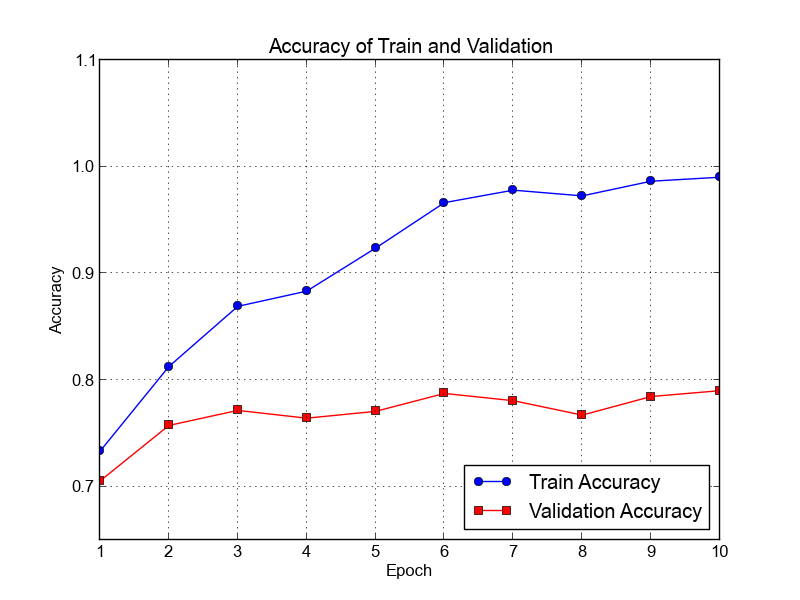 Accuracy of Train and Validation
1.1
1.0
0.9
0.8
0.7
Accuracy
Train Accuracy
Validation Accuracy
1 2 3 4 5 6 7 8 9 10
Epoch